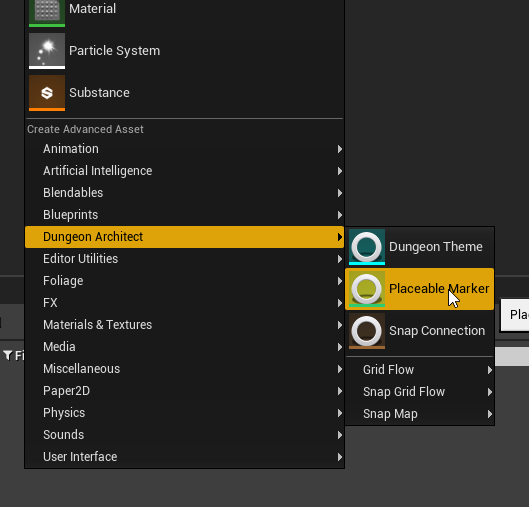 Material
Particle System
Substance
Create Advanced Asset
Animation
Artificial Intelligence
Blendables
Blueprints
Dungeon Architect
Editor Utilities
Foliage
FX
Materials & Textures
Media
Miscellaneous
Paper2D
Physics
Sounds
User Interface
Dungeon Theme
Placeable Marker
Snap Connection
Grid Flow
Snap Grid Flow
Snap Map
Pla
Fi